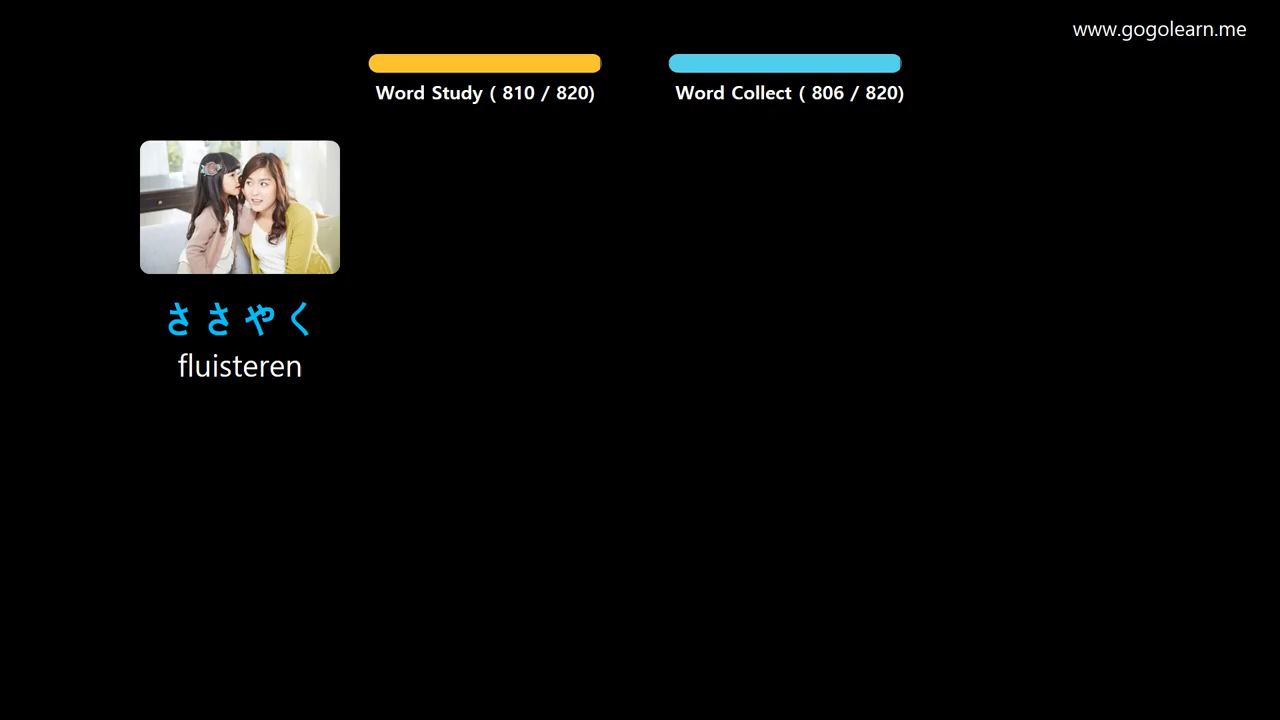 www.gogolearn.me
Word Study ( 810 / 820)
Word Collect ( 806 / 820)
ささやく
fluisteren